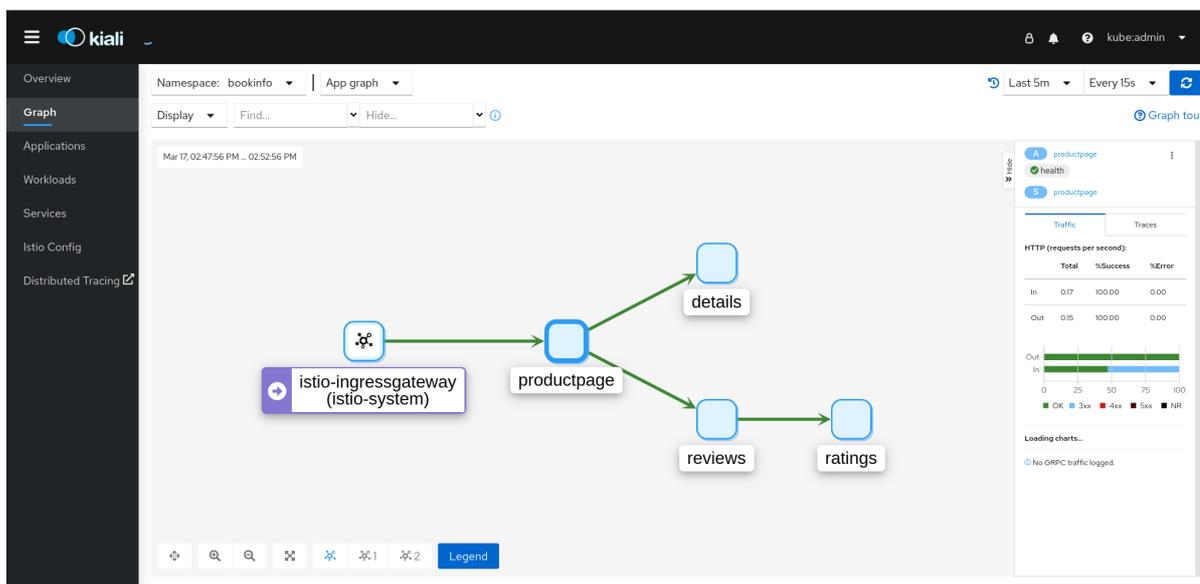 kiali
kube:admin
Overview
Graph
Applications
Workloads
Services
Istio Config
Distributed Tracing
Namespace: bookinfo
App graph
Last 5m
Every 15s
Display
Find...
Hide...
Graph tou
Mar 17, 02:47:56 PM ... 02:52:56 PM
Hide
details
istio-ingressgateway
(istio-system)
productpage
reviews
ratings
1
2
Legend
A productpage
health
S productpage
Traffic Traces
HTTP (requests per second):
Total %Success %Error
In 0.17 100.00 0.00
Out 0.15 100.00 0.00
Out
In
0 25 50 75 100
OK 3xx 4xx 5xx NR
Loading charts...
No GRPC traffic logged.